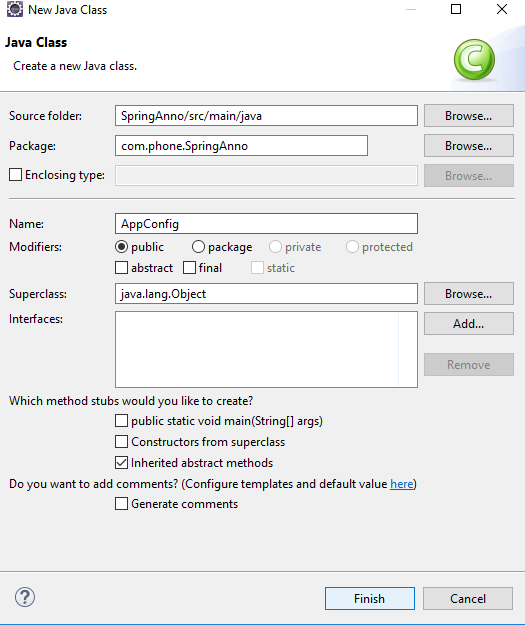 New Java Class
Java Class
Create a new Java class.
C
Source folder: SpringAnno/src/main/java Browse...
Package: com.phone.SpringAnno Browse...
Enclosing type: Browse...
Name: AppConfig
Modifiers: public package private protected
abstract final static
Superclass: java.lang.Object Browse...
Interfaces: Add...
Remove
Which method stubs would you like to create?
public static void main(String[] args)
Constructors from superclass
Inherited abstract methods
Do you want to add comments? (Configure templates and default value here)
Generate comments
? Finish Cancel